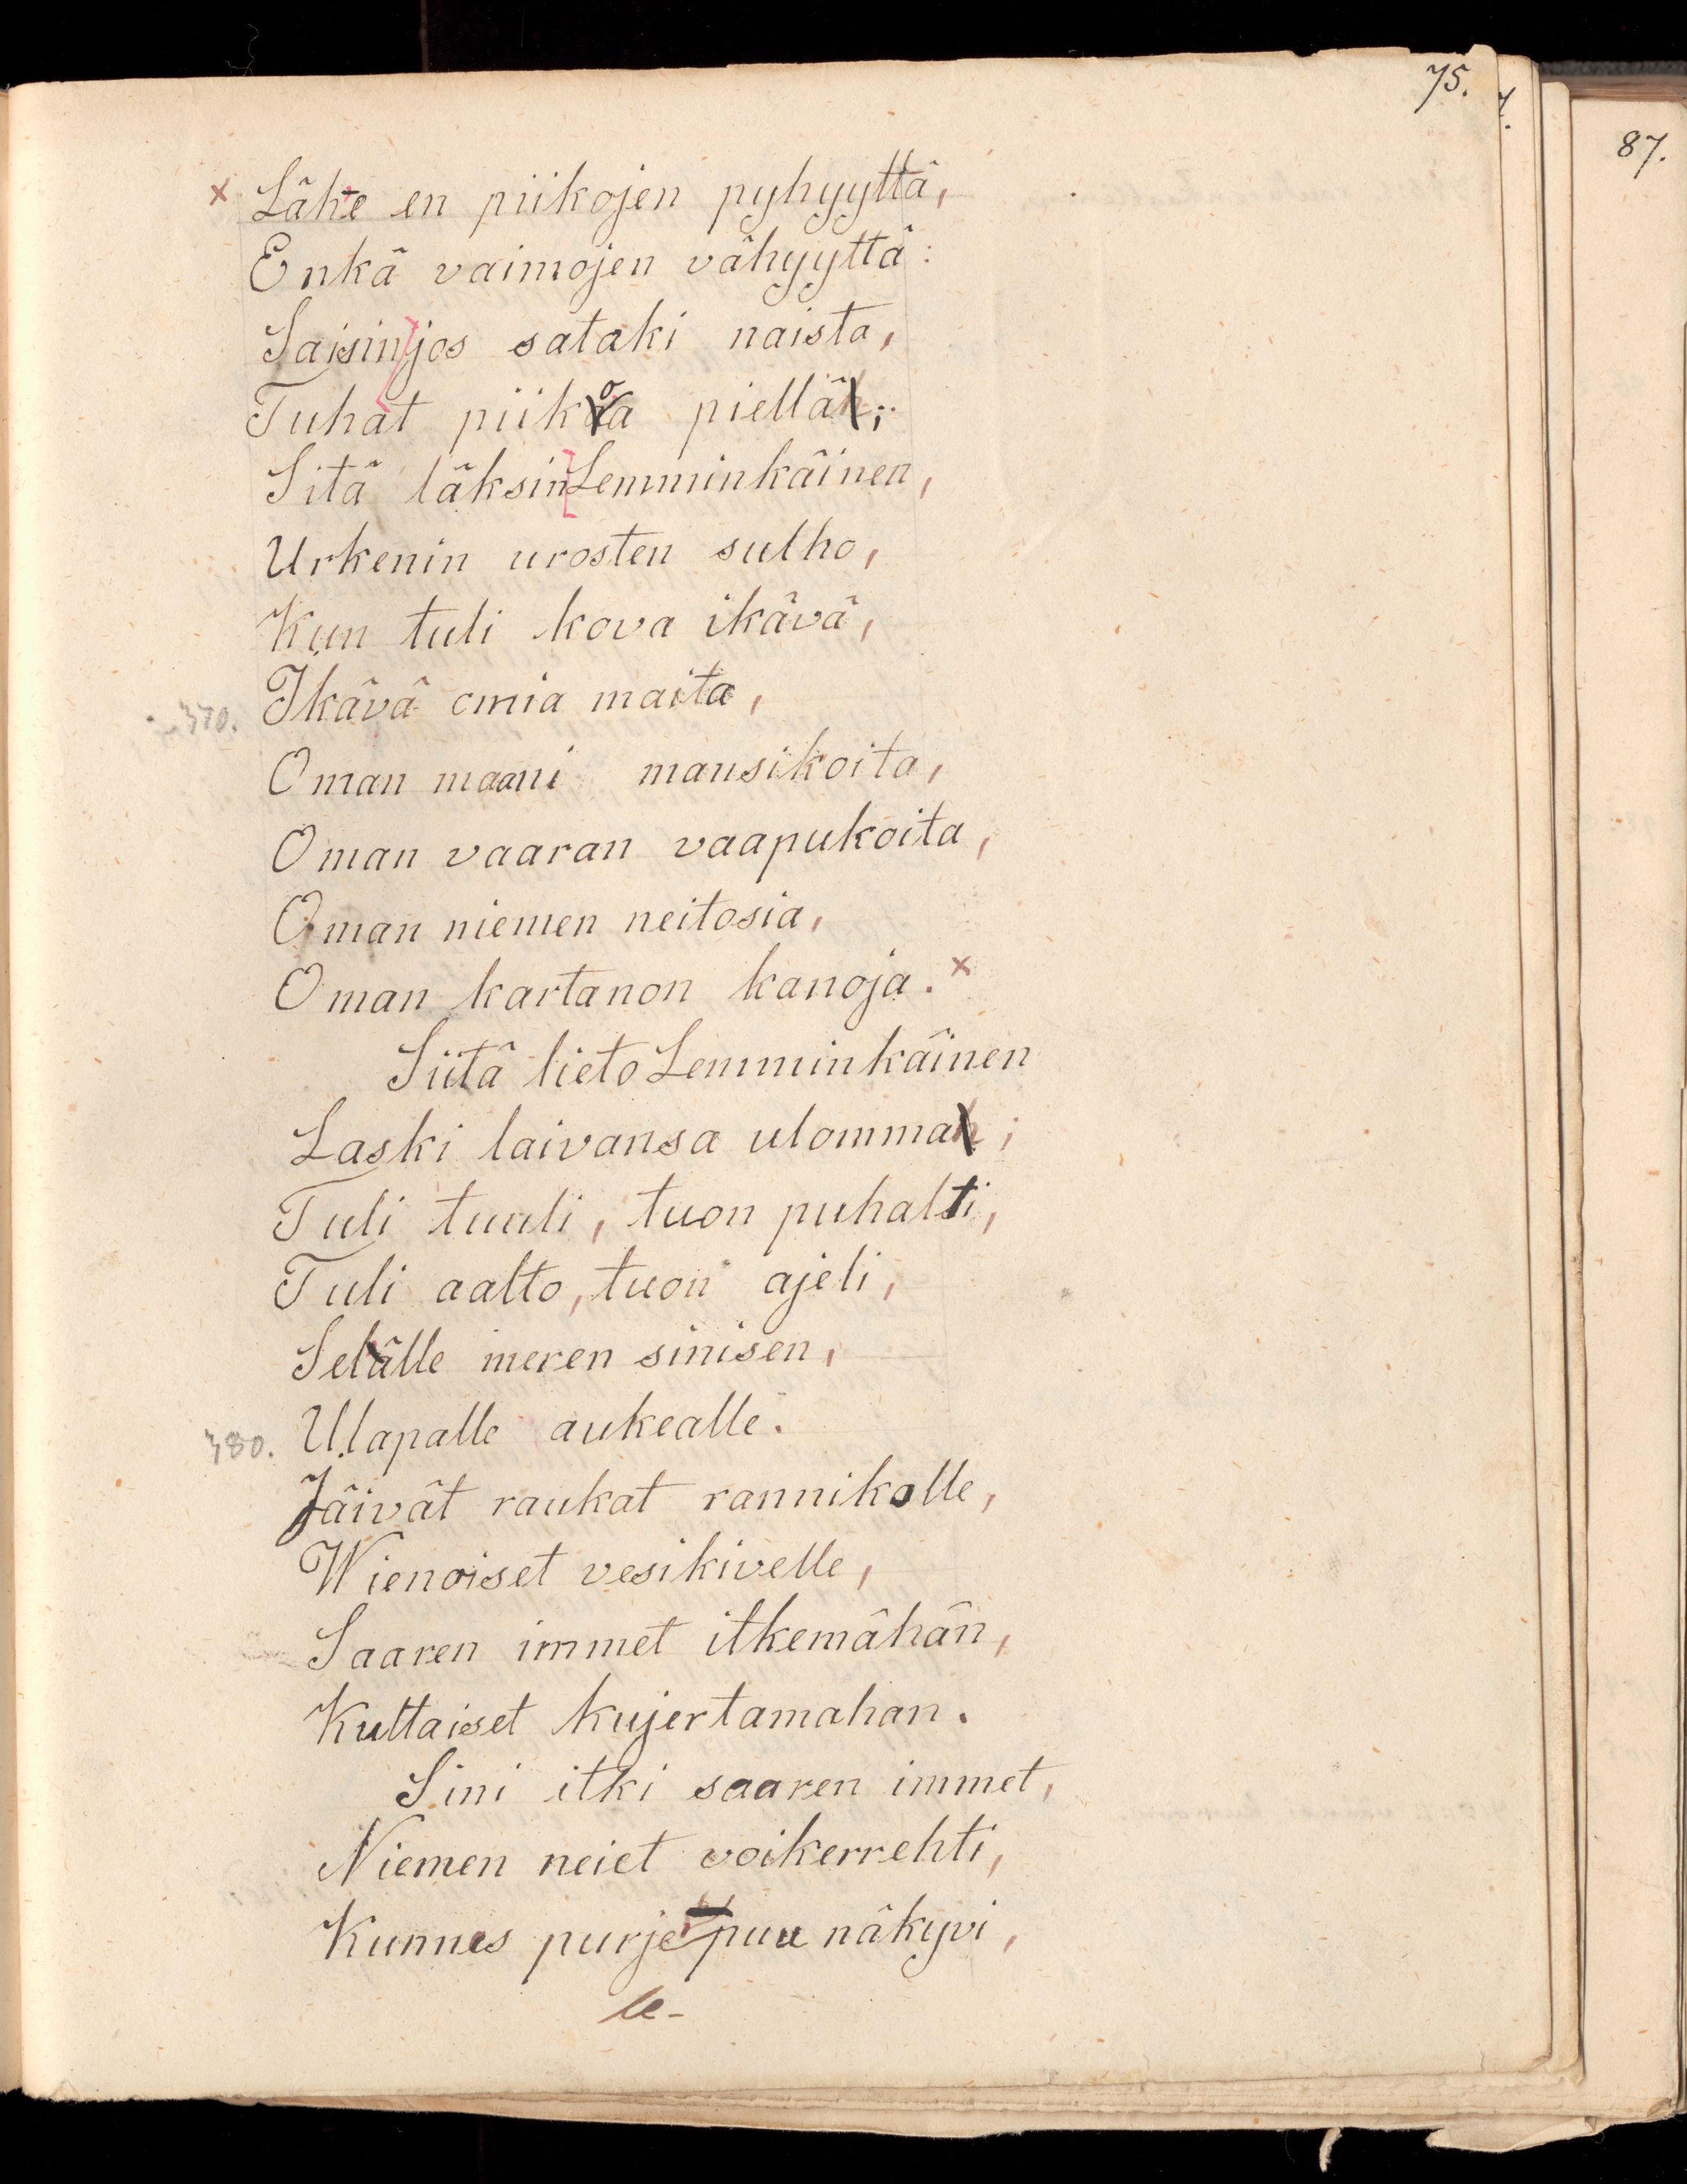 75.
87.
× Lähe en piikojen pyhyyttä,
Enkä vaimojen vähyyttä:
Saisin jos sataki naista,
Tuhat piikoa piellä;
Sitä läksin Lemminkäinen,
Urkenin urosten sulho,
Kun tuli kova ikävä,
370. Ikävä omia maita,
Oman maani mansikoita,
Oman vaaran vaapukoita,
Oman niemen neitosia,
Oman kartanon kanoja. ×
Siitä lieto Lemminkäinen
Laski laivansa ulomma;
Tuli tuuli, tuon puhalti,
Tuli aalto, tuon ajeli,
Selälle meren sinisen,
380. Ulapalle aukealle.
Jäivät raukat rannikolle,
Wienoiset vesikivelle,
Saaren immet itkemähän,
Kultaiset kujertamahan.
Sini itki saaren immet,
Niemen neiet voikerrehti,
Kunnes purjepuu näkyvi,
le-